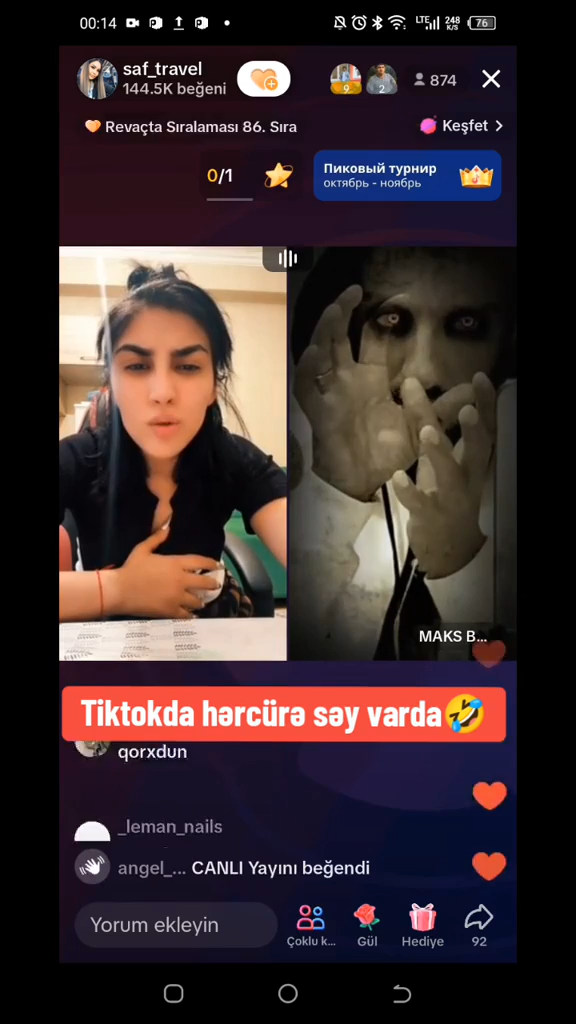 00:14
LTE 248 K/S 76
saf_travel
144.5K beğeni
9
2
874
Revaçta Sıralaması 86. Sıra
Keşfet
0/1
Пиковый турнир
октябрь - ноябрь
MAKS B...
Tiktokda hərcürə səy varda🤣
qorxdun
_leman_nails
angel_... CANLI Yayını beğendi
Yorum ekleyin
Çoklu k...
Gül
Hediye
92